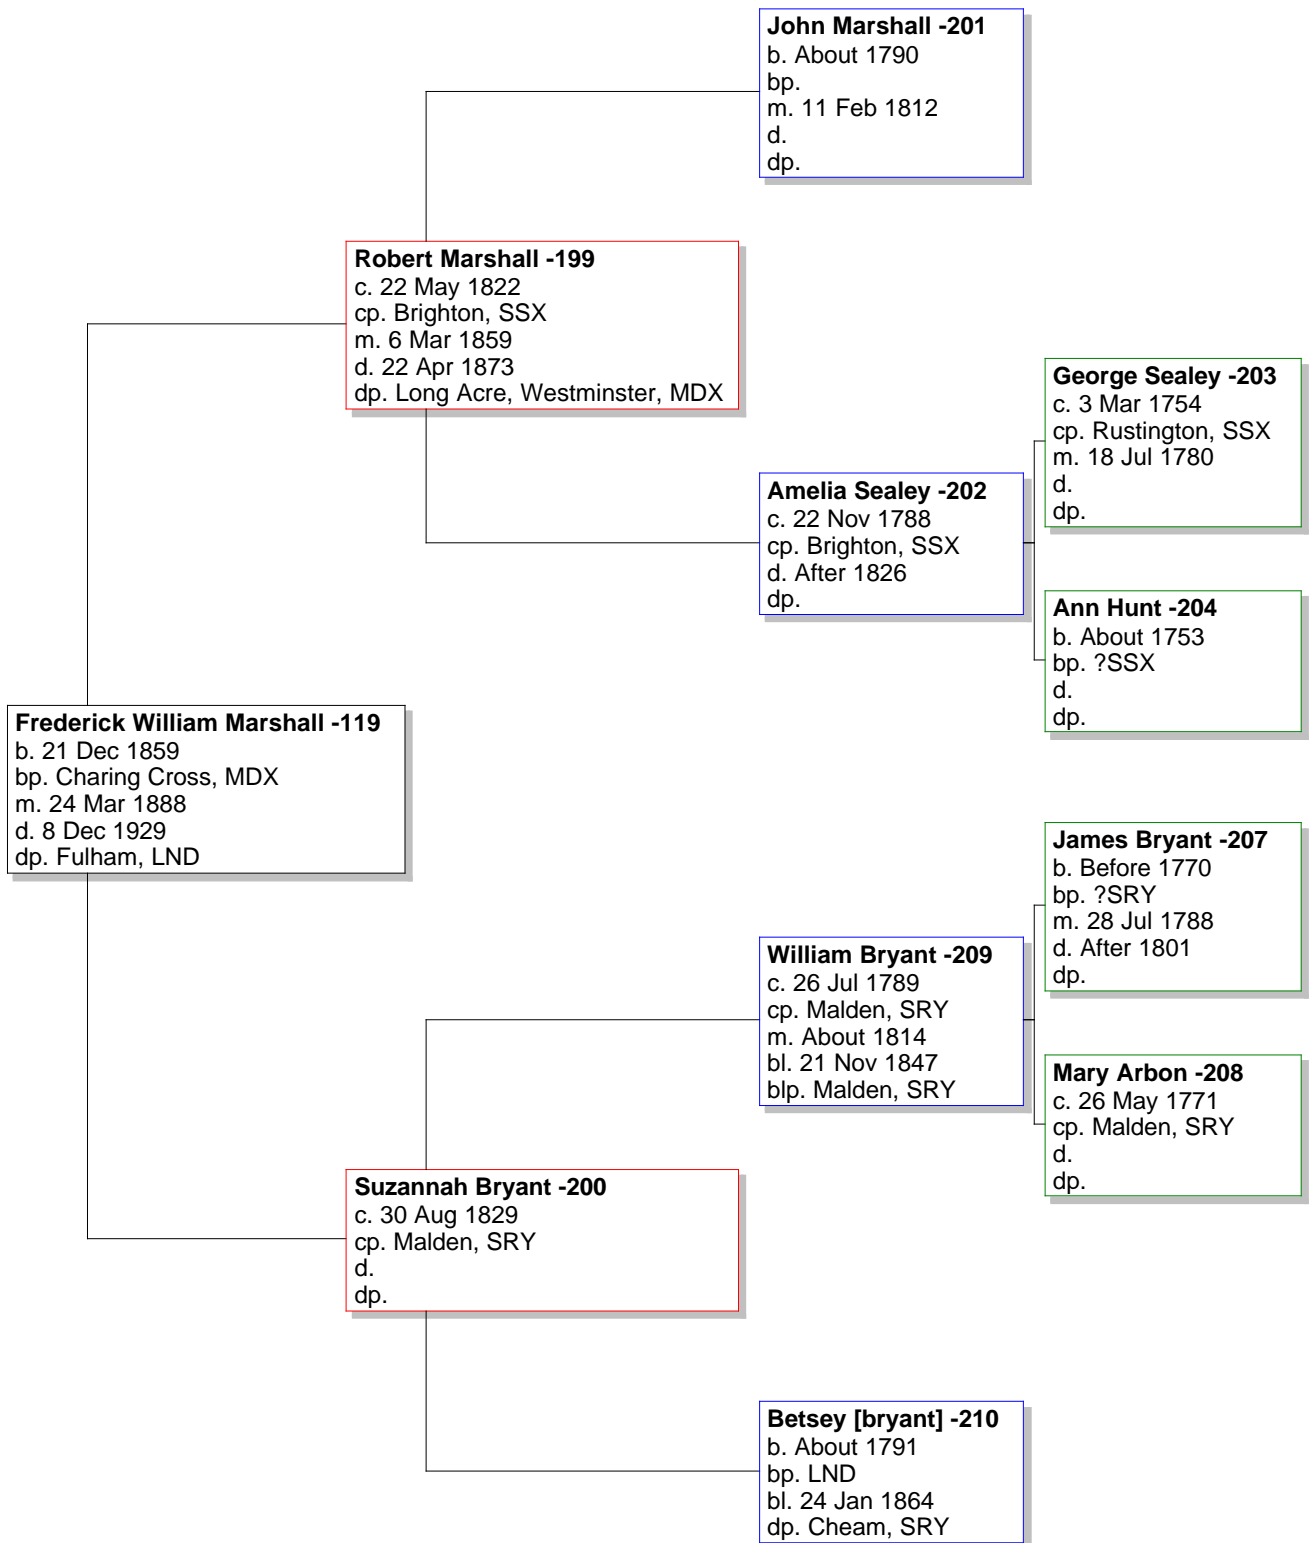 John Marshall -201
b. About 1790
bp.
m. 11 Feb 1812
d.
dp.
Robert Marshall -199
c. 22 May 1822
cp. Brighton, SSX
m. 6 Mar 1859
d. 22 Apr 1873
dp. Long Acre, Westminster, MDX
George Sealey -203
c. 3 Mar 1754
cp. Rustington, SSX
m. 18 Jul 1780
d.
dp.
Amelia Sealey -202
c. 22 Nov 1788
cp. Brighton, SSX
d. After 1826
dp.
Ann Hunt -204
b. About 1753
bp. ?SSX
d.
dp.
Frederick William Marshall -119
b. 21 Dec 1859
bp. Charing Cross, MDX
m. 24 Mar 1888
d. 8 Dec 1929
dp. Fulham, LND
James Bryant -207
b. Before 1770
bp. ?SRY
m. 28 Jul 1788
d. After 1801
dp.
William Bryant -209
c. 26 Jul 1789
cp. Malden, SRY
m. About 1814
bl. 21 Nov 1847
blp. Malden, SRY
Mary Arbon -208
c. 26 May 1771
cp. Malden, SRY
d.
dp.
Suzannah Bryant -200
c. 30 Aug 1829
cp. Malden, SRY
d.
dp.
Betsey [bryant] -210
b. About 1791
bp. LND
bl. 24 Jan 1864
dp. Cheam, SRY